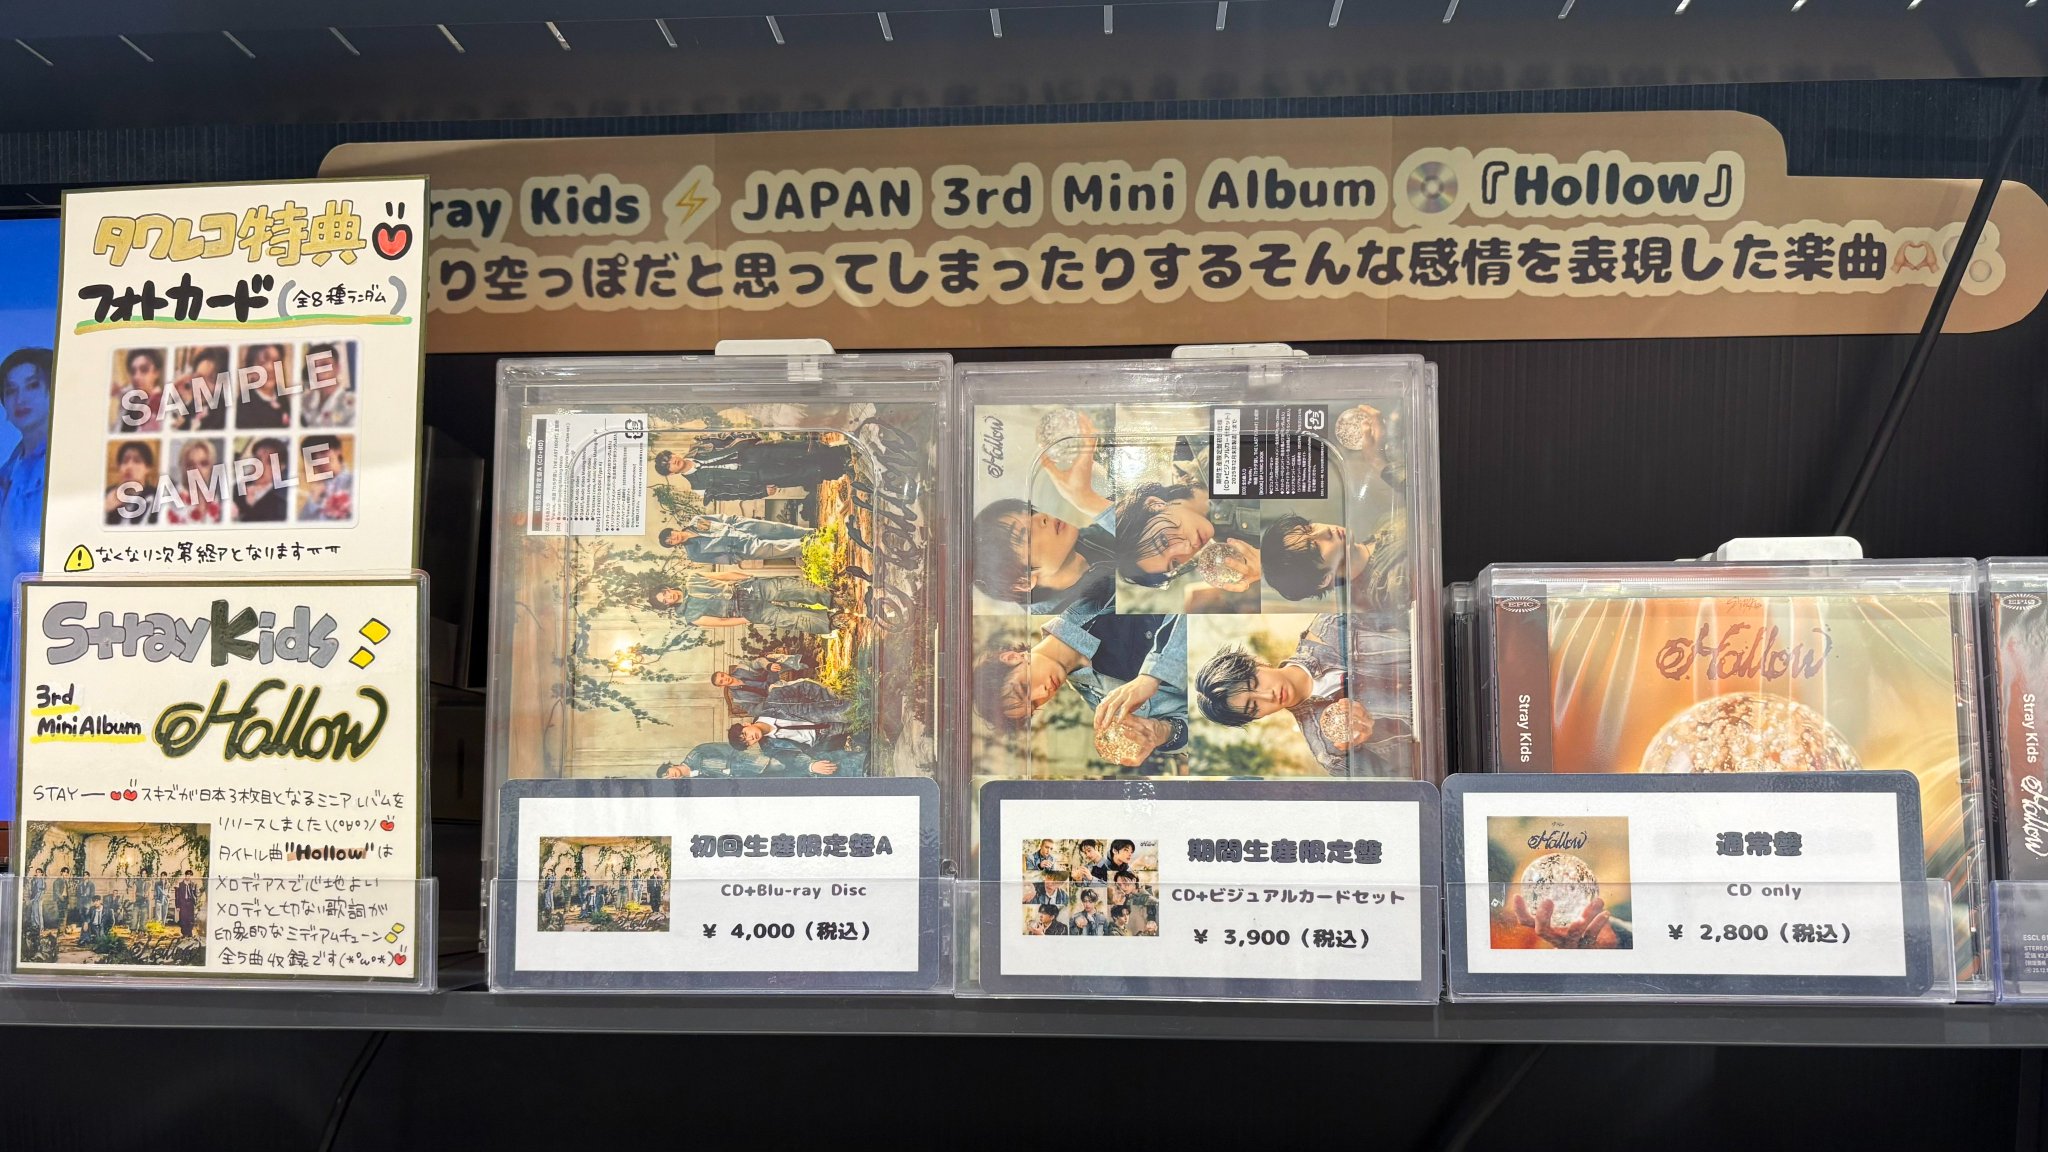 ray Kids⚡JAPAN 3rd Mini Album💿『Hollow』
り空っぽだと思ってしまったりするそんな感情を表現した楽曲🫶🏼
タワレコ特典
フォトカード(全8種ランダム)
SAMPLE
SAMPLE
⚠なくなり次第終了となりますㅠㅠ
Stray Kids
3rd
Mini Album
Hollow
STAY― スキズが日本3枚目となるミニアルバムを
リリースしました\(°∀°)/
タイトル曲"Hollow"は
メロディアスで心地よい
メロディと切ない歌詞が
印象的なミディアムチューン
全5曲収録です(*°ω°*)
Hollow
Hollow
初回生産限定盤A
CD+Blu-ray Disc
¥ 4,000 (税込)
Hollow
期間生産限定盤
CD+ビジュアルカードセット
¥ 3,900 (税込)
EPIC
Stray Kids
Hollow
Hollow
通常盤
CD only
¥ 2,800 (税込)
EPIC
Stray Kids
Hollow